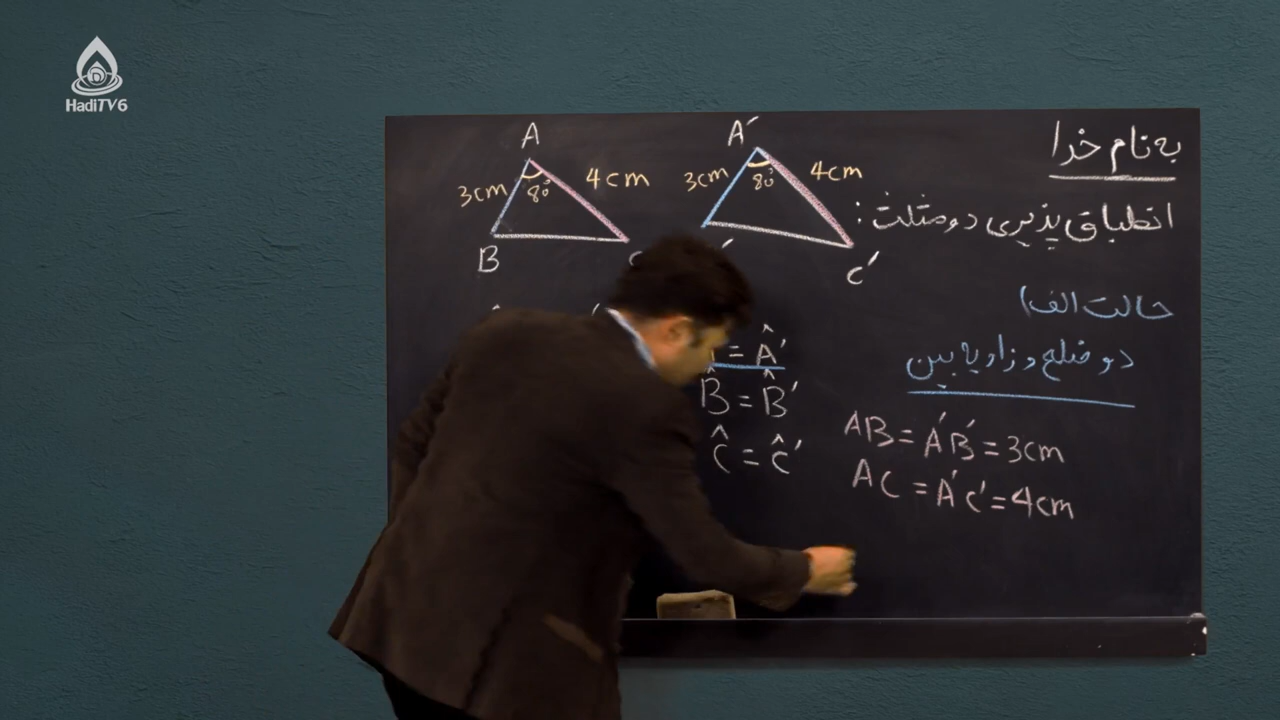 HadiTV6
به نام خدا
انطباق پذیری دو مثلث:
حالت الف)
دو ضلع و زاویه بین
A
3cm 80° 4cm
B
A′
3cm 80° 4cm
C′
= Â′
B̂ = B̂′
Ĉ = Ĉ′
AB = A′B′ = 3cm
AC = A′C′ = 4cm